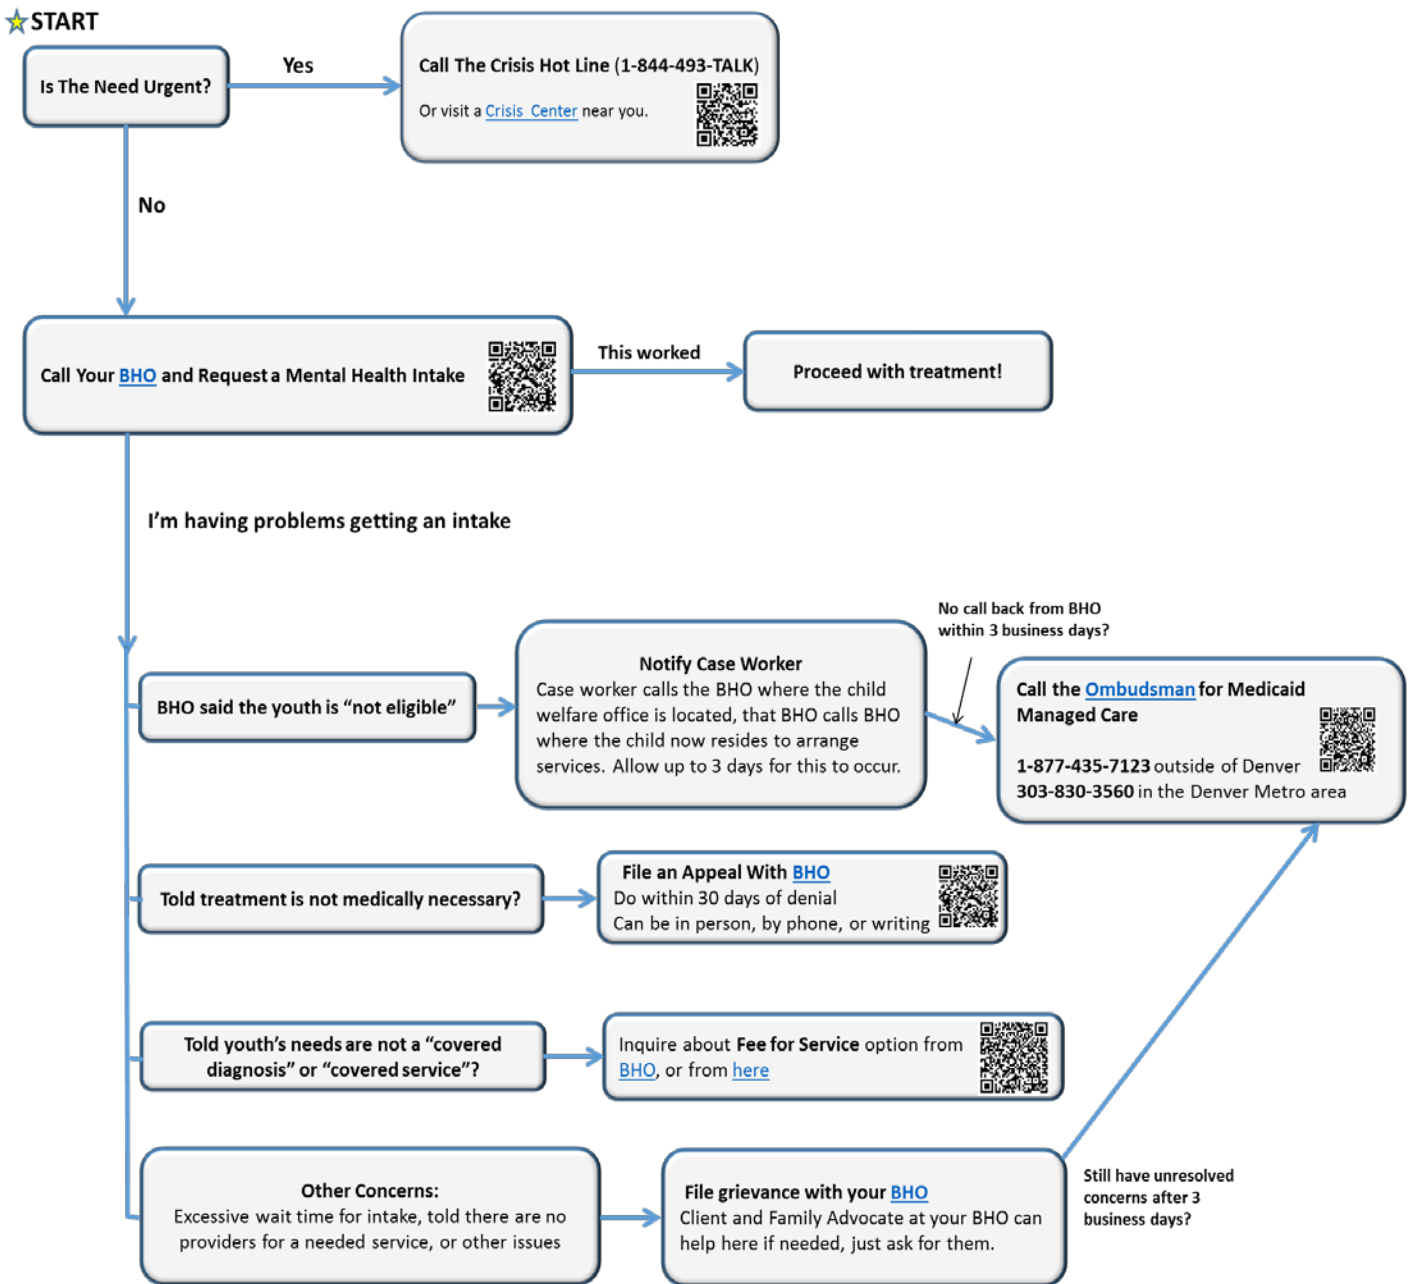 START
Is The Need Urgent?
Yes
Call The Crisis Hot Line (1-844-493-TALK)
Or visit a Crisis Center near you.
No
Call Your BHO and Request a Mental Health Intake
This worked
Proceed with treatment!
I'm having problems getting an intake
No call back from BHO
within 3 business days?
BHO said the youth is “not eligible”
Notify Case Worker
Case worker calls the BHO where the child
welfare office is located, that BHO calls BHO
where the child now resides to arrange
services. Allow up to 3 days for this to occur.
Call the Ombudsman for Medicaid
Managed Care
1-877-435-7123 outside of Denver
303-830-3560 in the Denver Metro area
Told treatment is not medically necessary?
File an Appeal With BHO
Do within 30 days of denial
Can be in person, by phone, or writing
Told youth's needs are not a “covered
diagnosis” or “covered service”?
Inquire about Fee for Service option from
BHO, or from here
Other Concerns:
Excessive wait time for intake, told there are no
providers for a needed service, or other issues
File grievance with your BHO
Client and Family Advocate at your BHO can
help here if needed, just ask for them.
Still have unresolved
concerns after 3
business days?